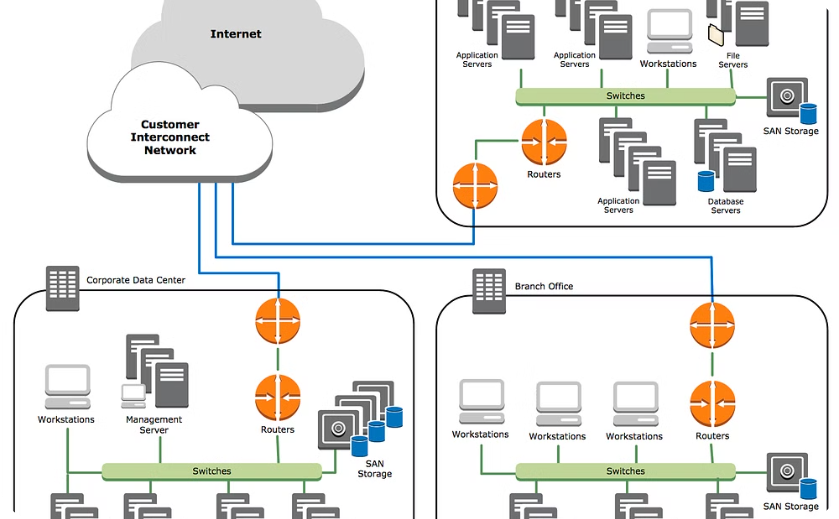 Internet
Customer
Interconnect
Network
Application
Servers
Application
Servers
Workstations
File
Servers
Switches
SAN Storage
Routers
Application
Servers
Database
Servers
Corporate Data Center
Workstations
Management
Server
Routers
SAN
Storage
Switches
Branch Office
Workstations
Workstations
Workstations
Routers
Switches
SAN Storage